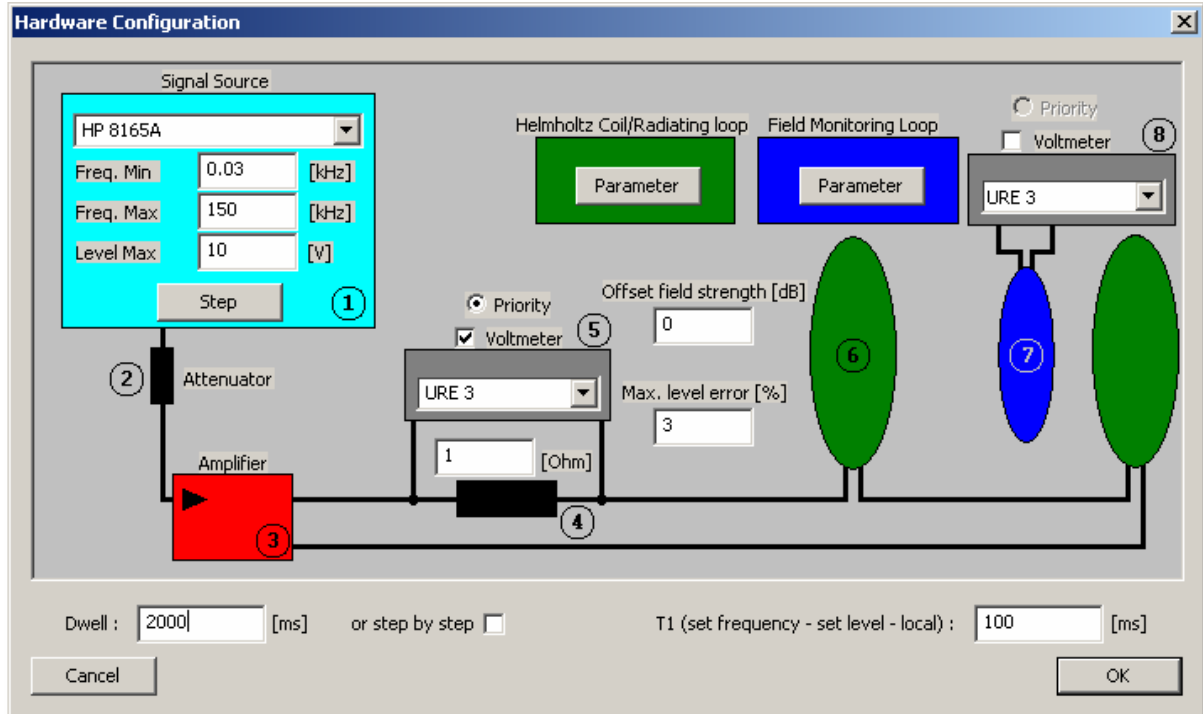 Hardware Configuration
Signal Source
HP 8165A
Freq. Min 0.03 [kHz]
Freq. Max 150 [kHz]
Level Max 10 [V]
Step
1
2
Attenuator
Amplifier
3
Priority
Voltmeter
5
URE 3
1 [Ohm]
4
Offset field strength [dB]
0
Max. level error [%]
3
Helmholtz Coil/Radiating loop
Parameter
Field Monitoring Loop
Parameter
Priority
Voltmeter
8
URE 3
6
7
Dwell : 2000 [ms] or step by step T1 (set frequency - set level - local) : 100 [ms]
Cancel
OK